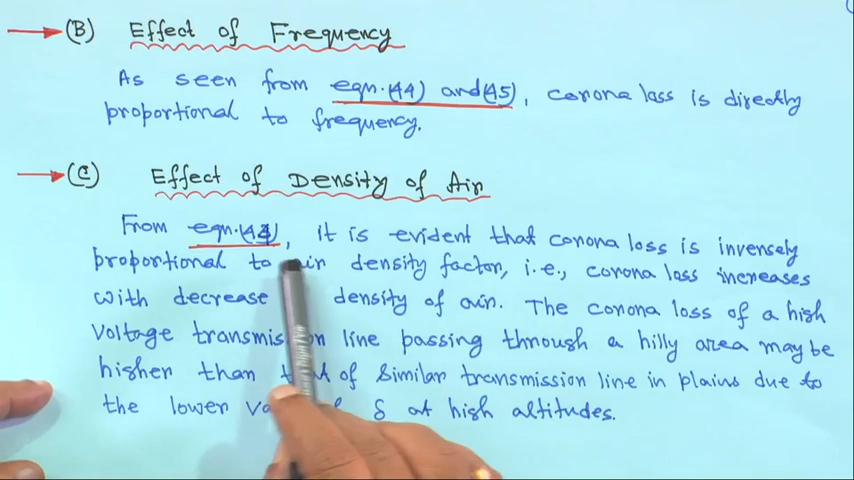 (B) Effect of Frequency
As seen from eqn.(44) and (45), corona loss is directly
proportional to frequency.
(C) Effect of Density of Air
From eqn.(44), it is evident that corona loss is inversely
proportional to air density factor, i.e., corona loss increases
with decrease density of air. The corona loss of a high
voltage transmission line passing through a hilly area may be
higher than of similar transmission line in plains due to
the lower δ at high altitudes.